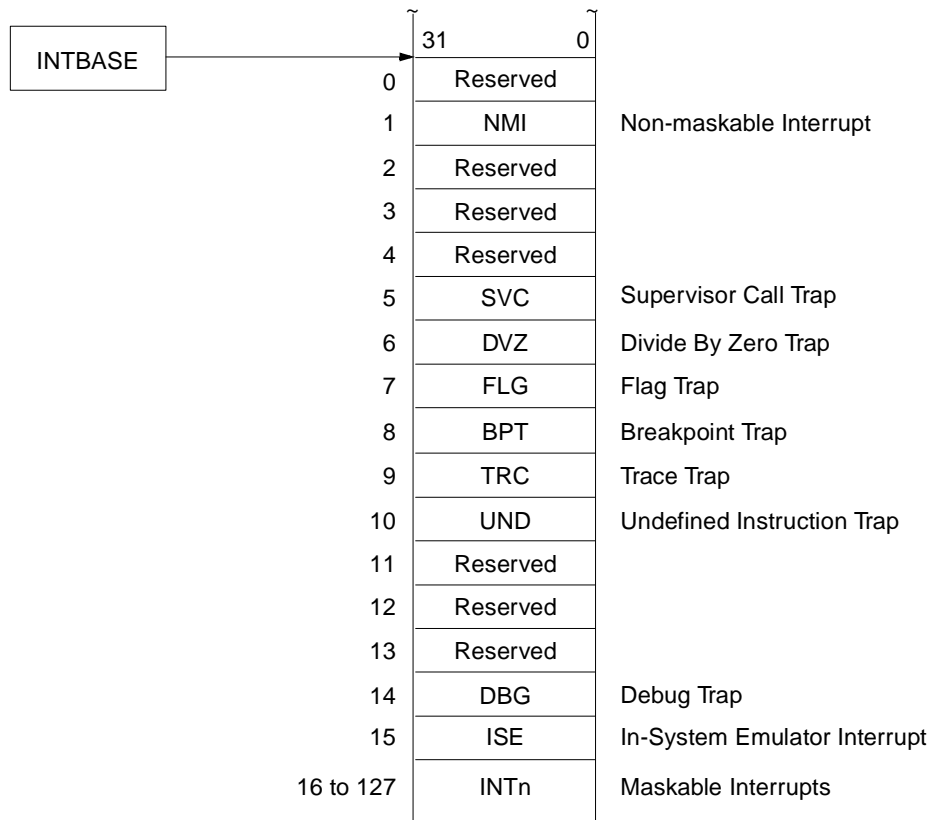 ~ ~
31 0
INTBASE
0 Reserved
1 NMI Non-maskable Interrupt
2 Reserved
3 Reserved
4 Reserved
5 SVC Supervisor Call Trap
6 DVZ Divide By Zero Trap
7 FLG Flag Trap
8 BPT Breakpoint Trap
9 TRC Trace Trap
10 UND Undefined Instruction Trap
11 Reserved
12 Reserved
13 Reserved
14 DBG Debug Trap
15 ISE In-System Emulator Interrupt
16 to 127 INTn Maskable Interrupts